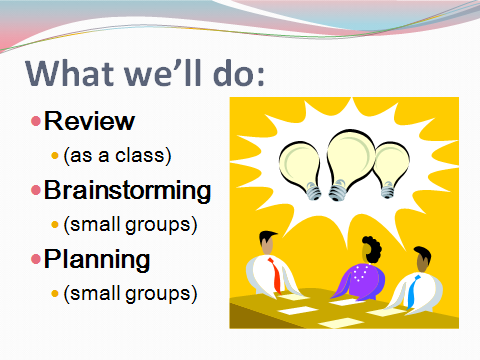 What we'll do:
Review
(as a class)
Brainstorming
(small groups)
Planning
(small groups)